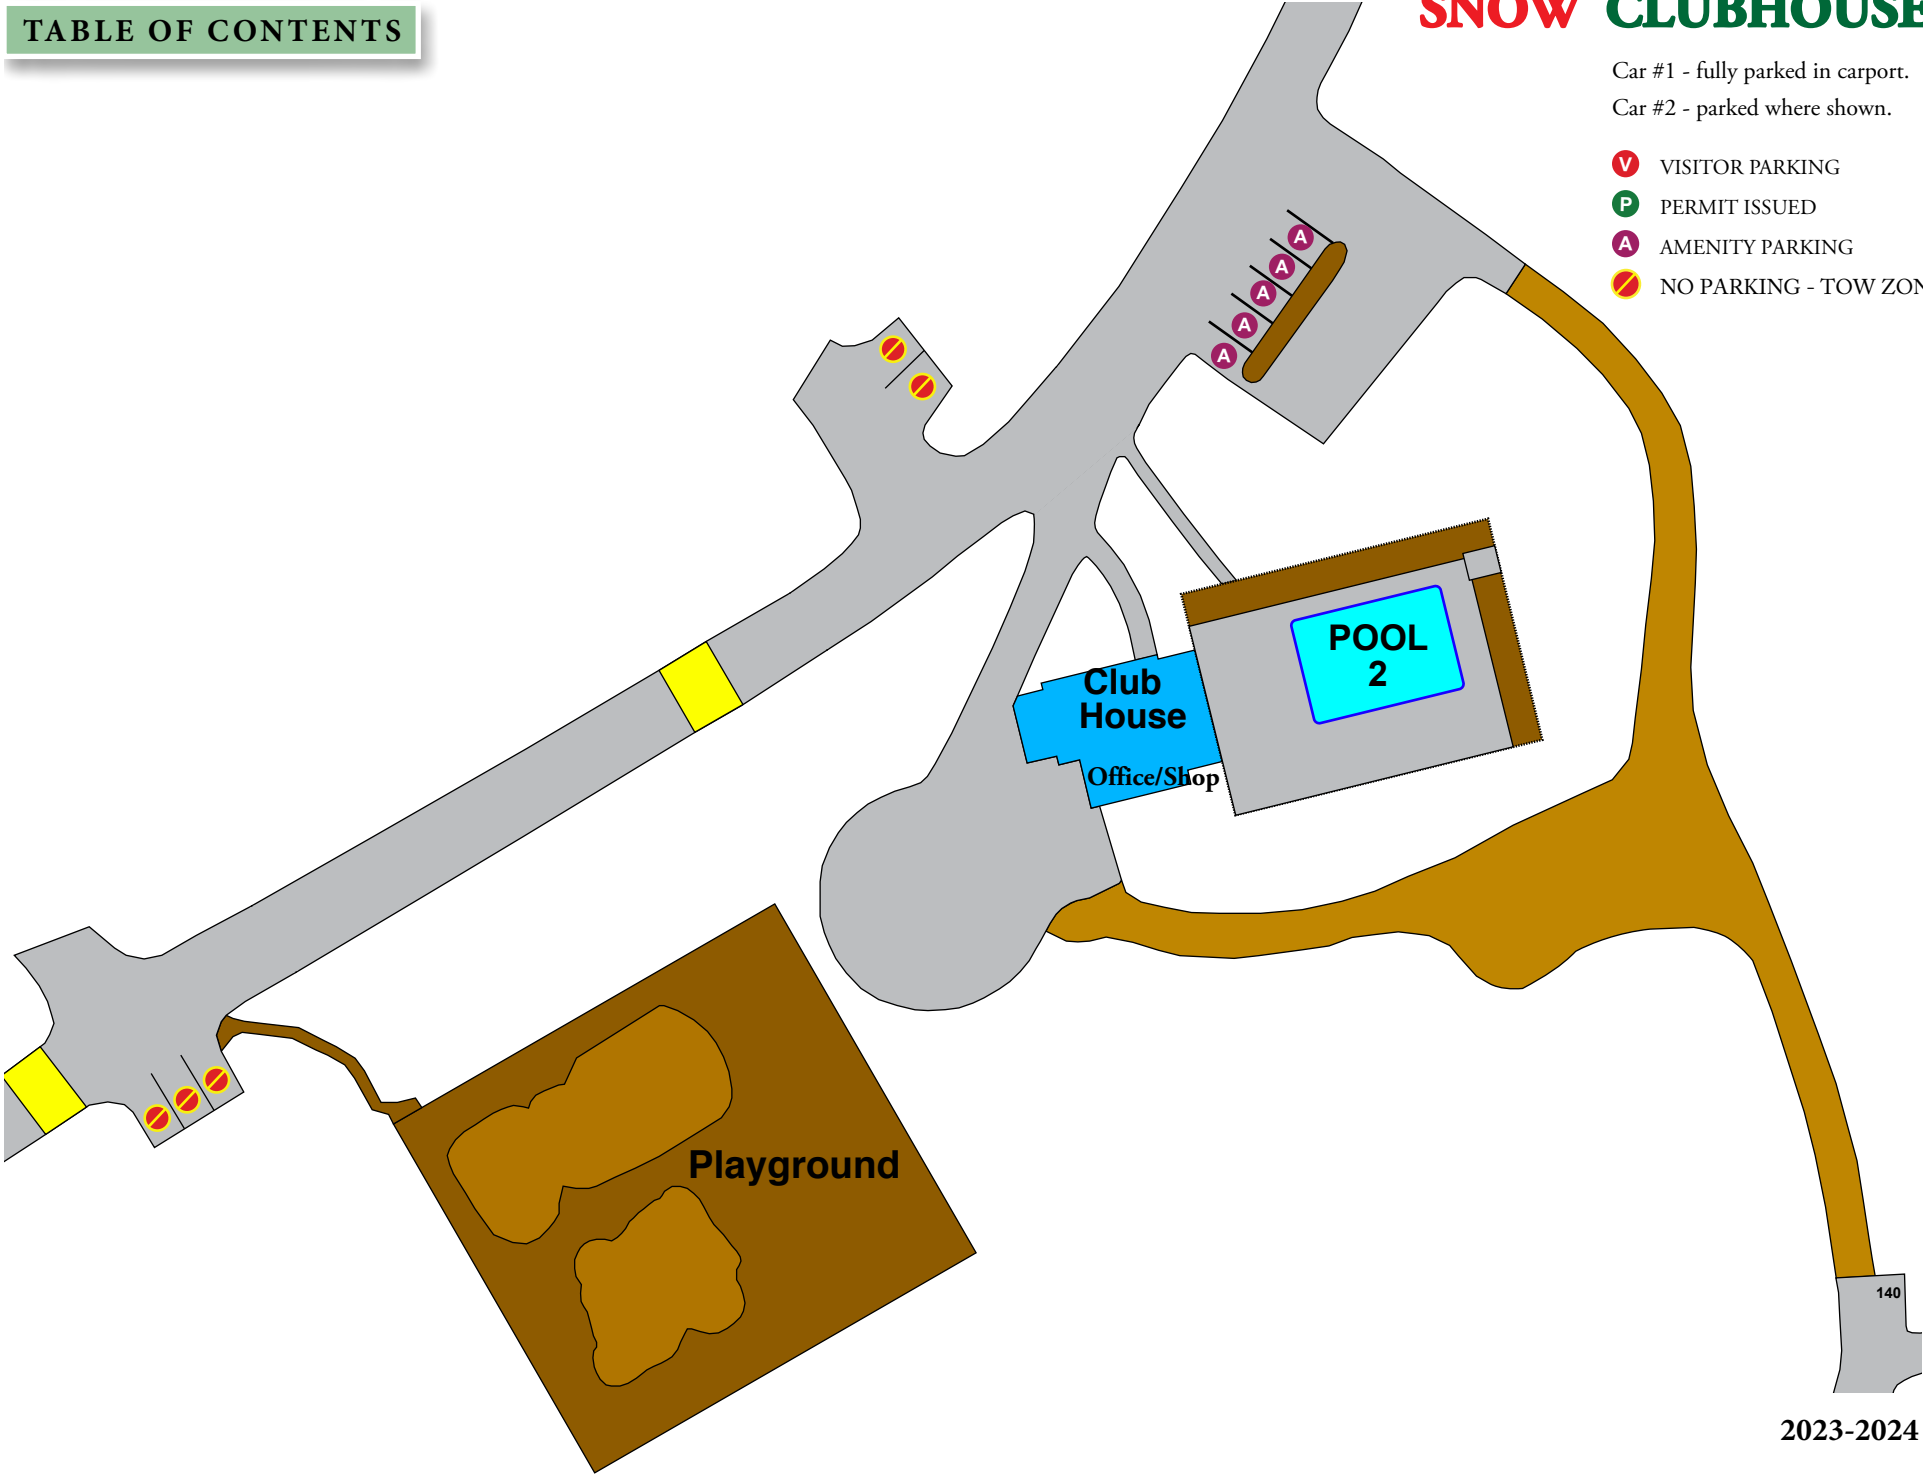 TABLE OF CONTENTS
SNOW CLUBHOUSE
Car #1 - fully parked in carport.
Car #2 - parked where shown.
V VISITOR PARKING
P PERMIT ISSUED
A AMENITY PARKING
NO PARKING - TOW ZON
A
A
A
A
A
POOL
2
Club
House
Office/Shop
Playground
140
2023-2024